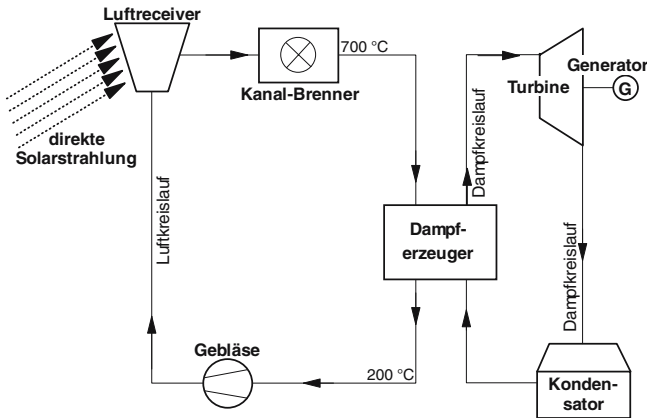 Luftreceiver
700 °C
Kanal-Brenner
direkte
Solarstrahlung
Luftkreislauf
Gebläse
200 °C
Dampf-
erzeuger
Dampfkreislauf
Turbine
Generator
G
Dampfkreislauf
Konden-
sator